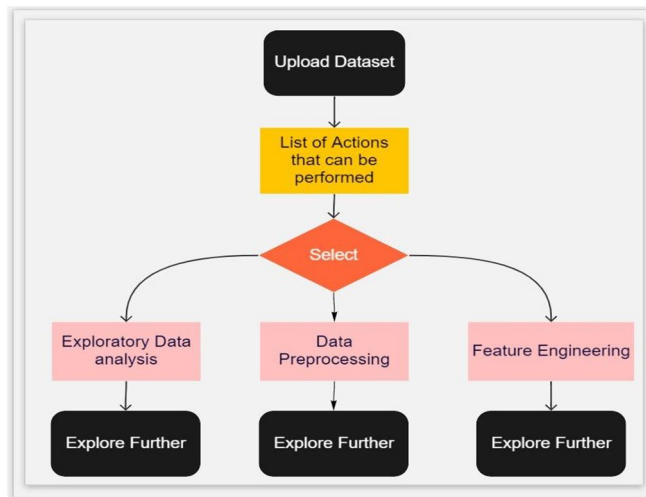 Upload Dataset
List of Actions
that can be
performed
Select
Exploratory Data
analysis
Data
Preprocessing
Feature Engineering
Explore Further
Explore Further
Explore Further